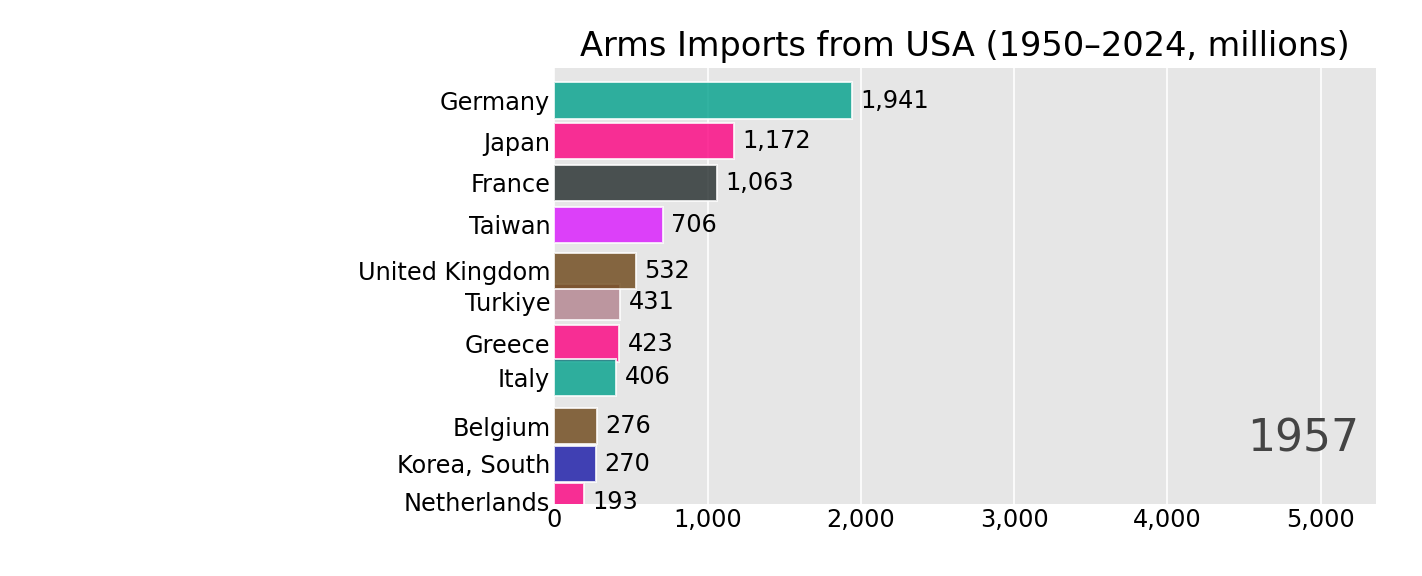 Arms Imports from USA (1950–2024, millions)
Germany 1,941
Japan 1,172
France 1,063
Taiwan 706
United Kingdom 532
Turkiye 431
Greece 423
Italy 406
Belgium 276
1957
Korea, South 270
Netherlands 193
0 1,000 2,000 3,000 4,000 5,000